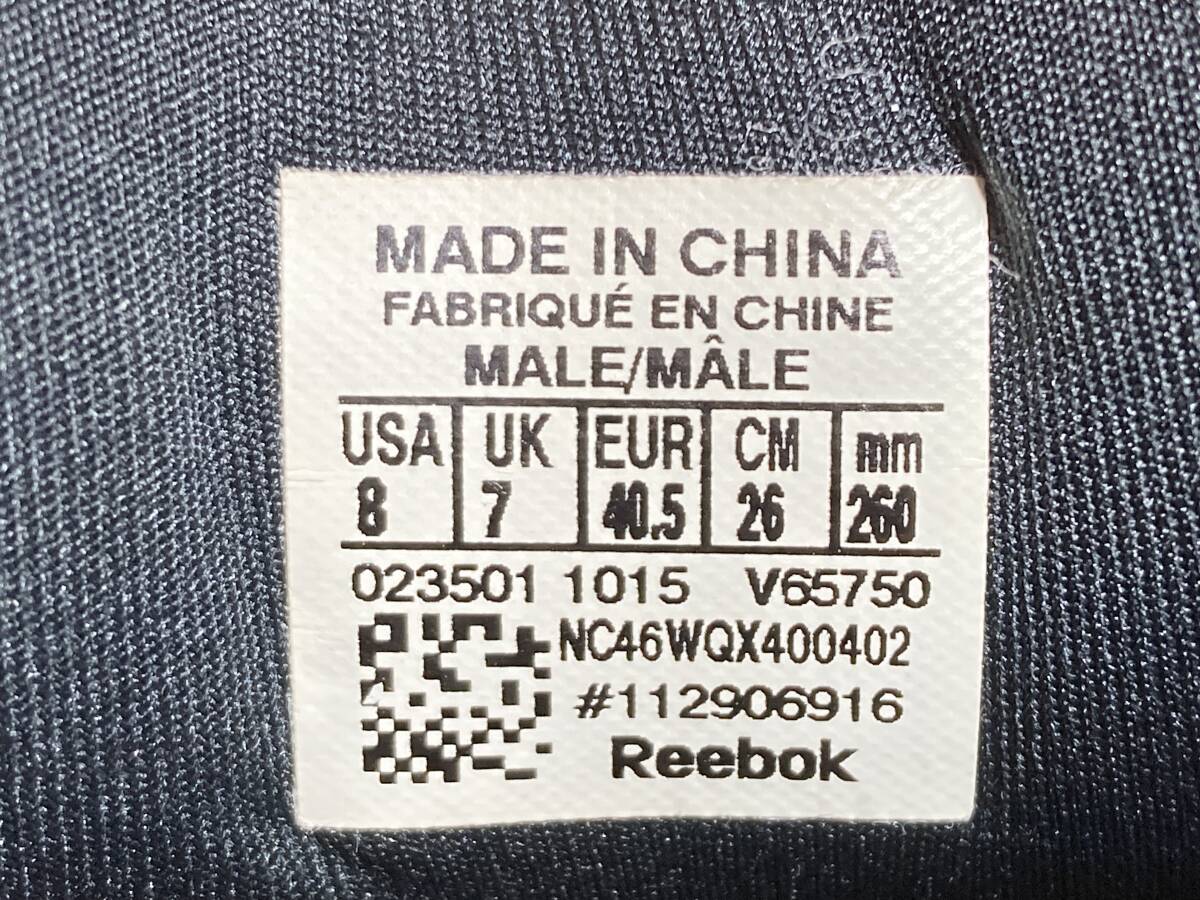 MADE IN CHINA
FABRIQUÉ EN CHINE
MALE/MÂLE
USA UK EUR CM mm
8 7 40.5 26 260
023501 1015 V65750
NC46WQX400402
#112906916
Reebok